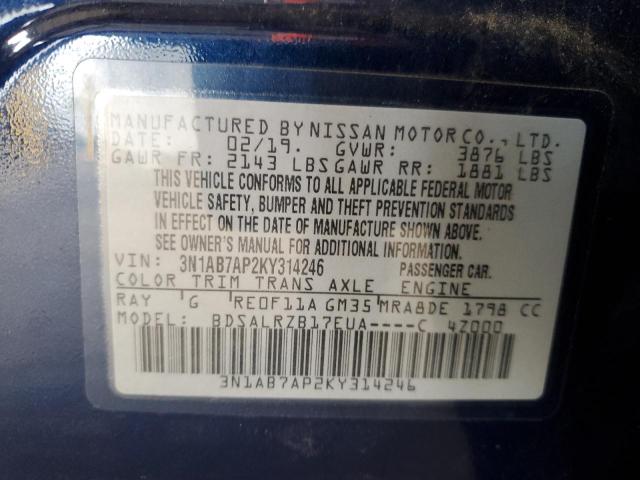 MANUFACTURED BY NISSAN MOTOR CO., LTD.
DATE: 02/19. GVWR: 3876 LBS
GAWR FR: 2143 LBS GAWR RR: 1881 LBS
THIS VEHICLE CONFORMS TO ALL APPLICABLE FEDERAL MOTOR
VEHICLE SAFETY, BUMPER AND THEFT PREVENTION STANDARDS
IN EFFECT ON THE DATE OF MANUFACTURE SHOWN ABOVE.
SEE OWNER'S MANUAL FOR ADDITIONAL INFORMATION.
VIN: 3N1AB7AP2KY314246 PASSENGER CAR.
COLOR TRIM TRANS AXLE ENGINE
RAY G RE0F11A GM35 MRA8DE 1798 CC
MODEL: BDSALRZB17EUA----C 4Z000
3N1AB7AP2KY314246